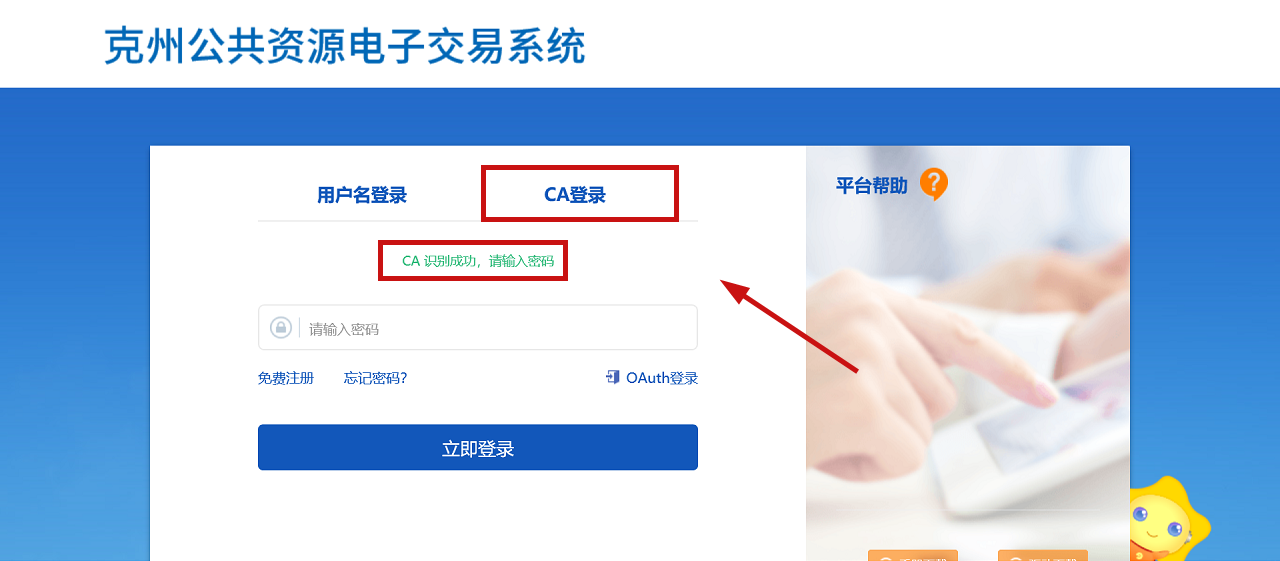 克州公共资源电子交易系统
用户名登录
CA登录
平台帮助
CA 识别成功，请输入密码
请输入密码
免费注册
忘记密码?
OAuth登录
立即登录